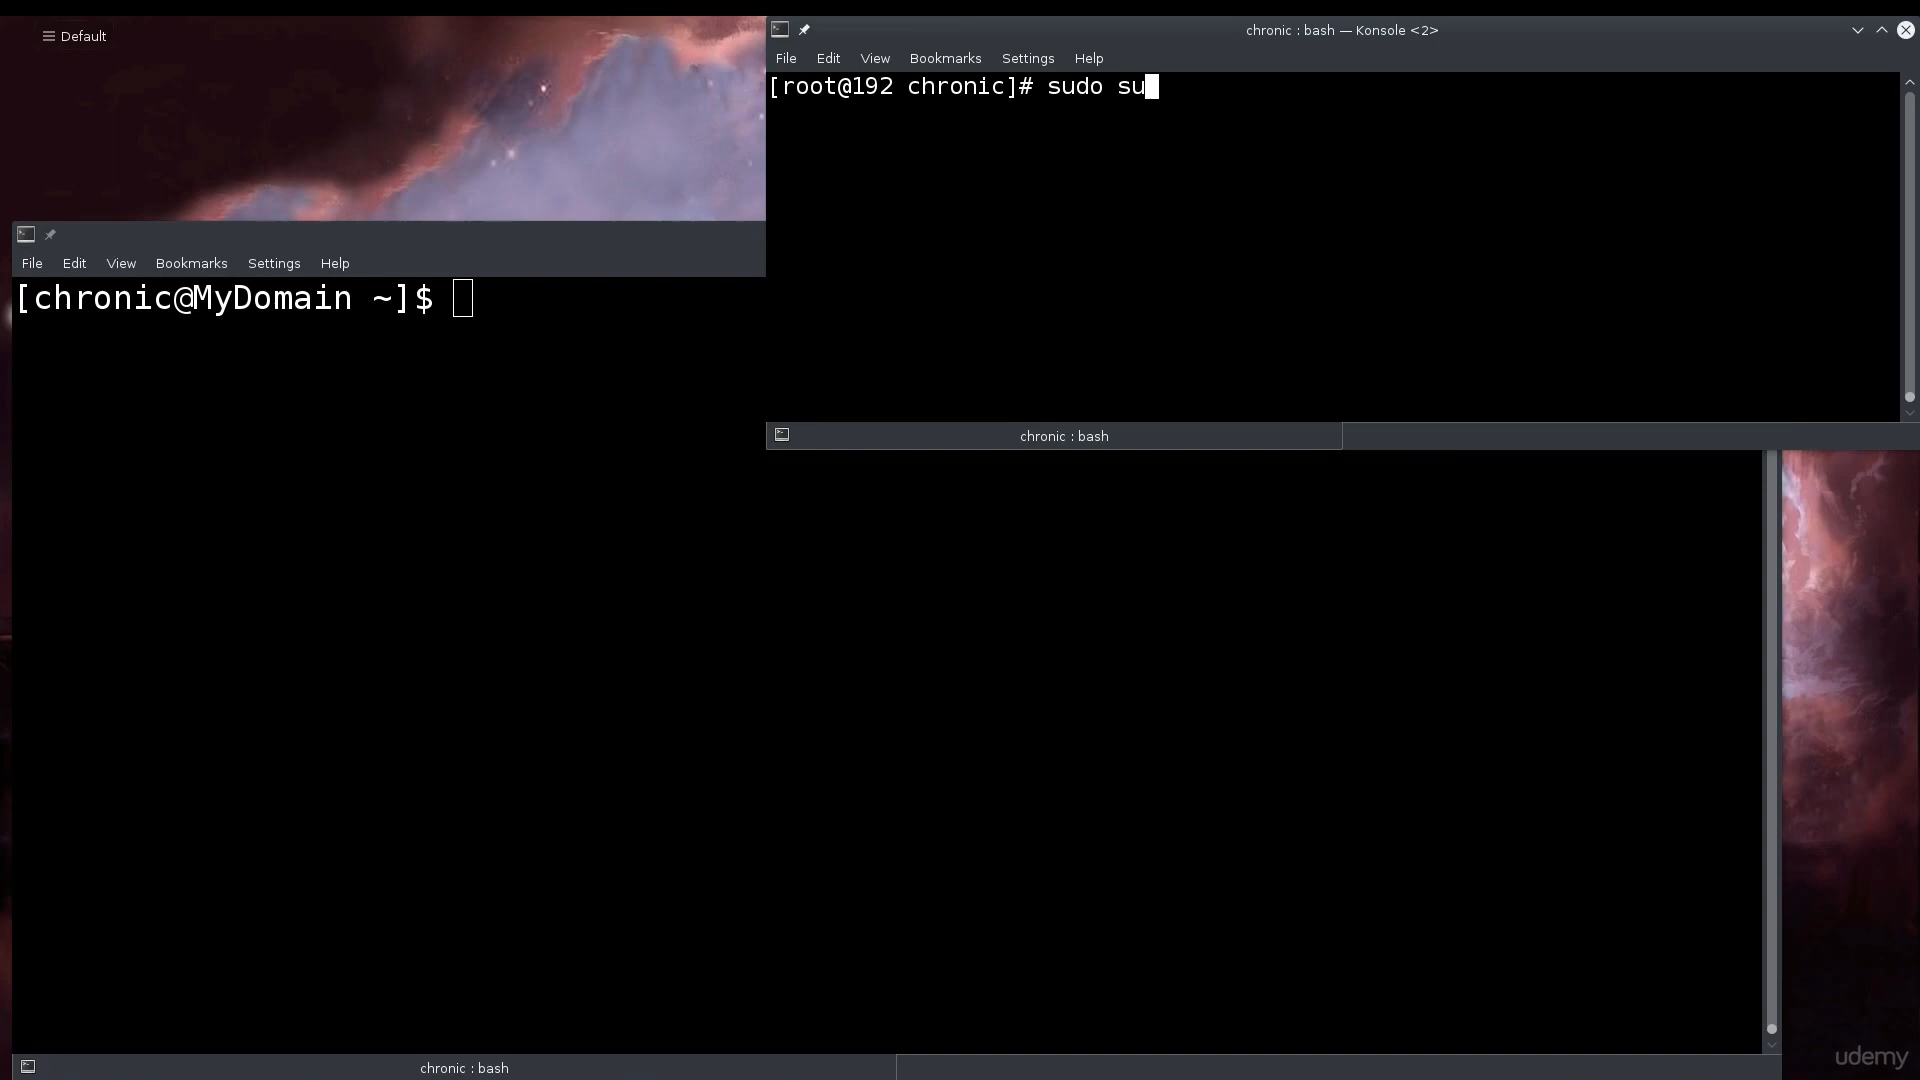 Default
chronic : bash — Konsole <2>
File Edit View Bookmarks Settings Help
[root@192 chronic]# sudo su
chronic : bash
File Edit View Bookmarks Settings Help
[chronic@MyDomain ~]$
chronic : bash
udemy